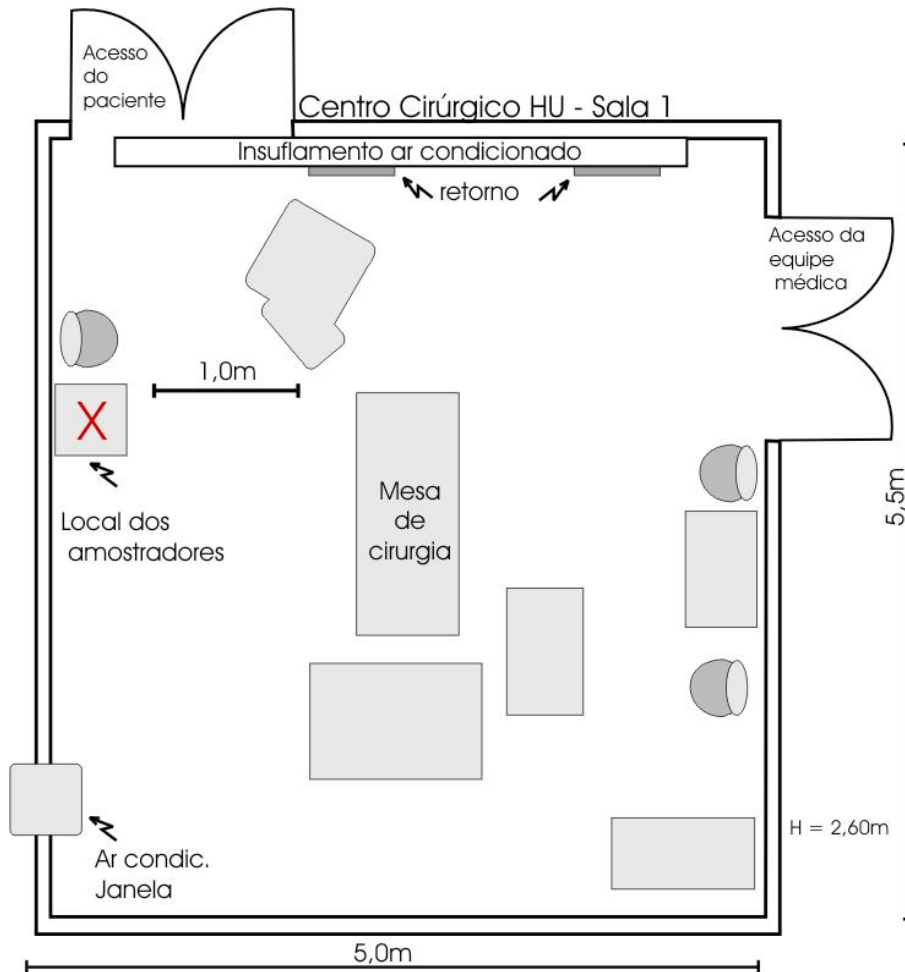 Acesso
do
paciente
Centro Cirúrgico HU - Sala 1
Insuflamento ar condicionado
retorno
Acesso da
equipe
médica
1,0m
X
Local dos
amostradores
Mesa
de
cirurgia
5,5m
H = 2,60m
Ar condic.
Janela
5,0m